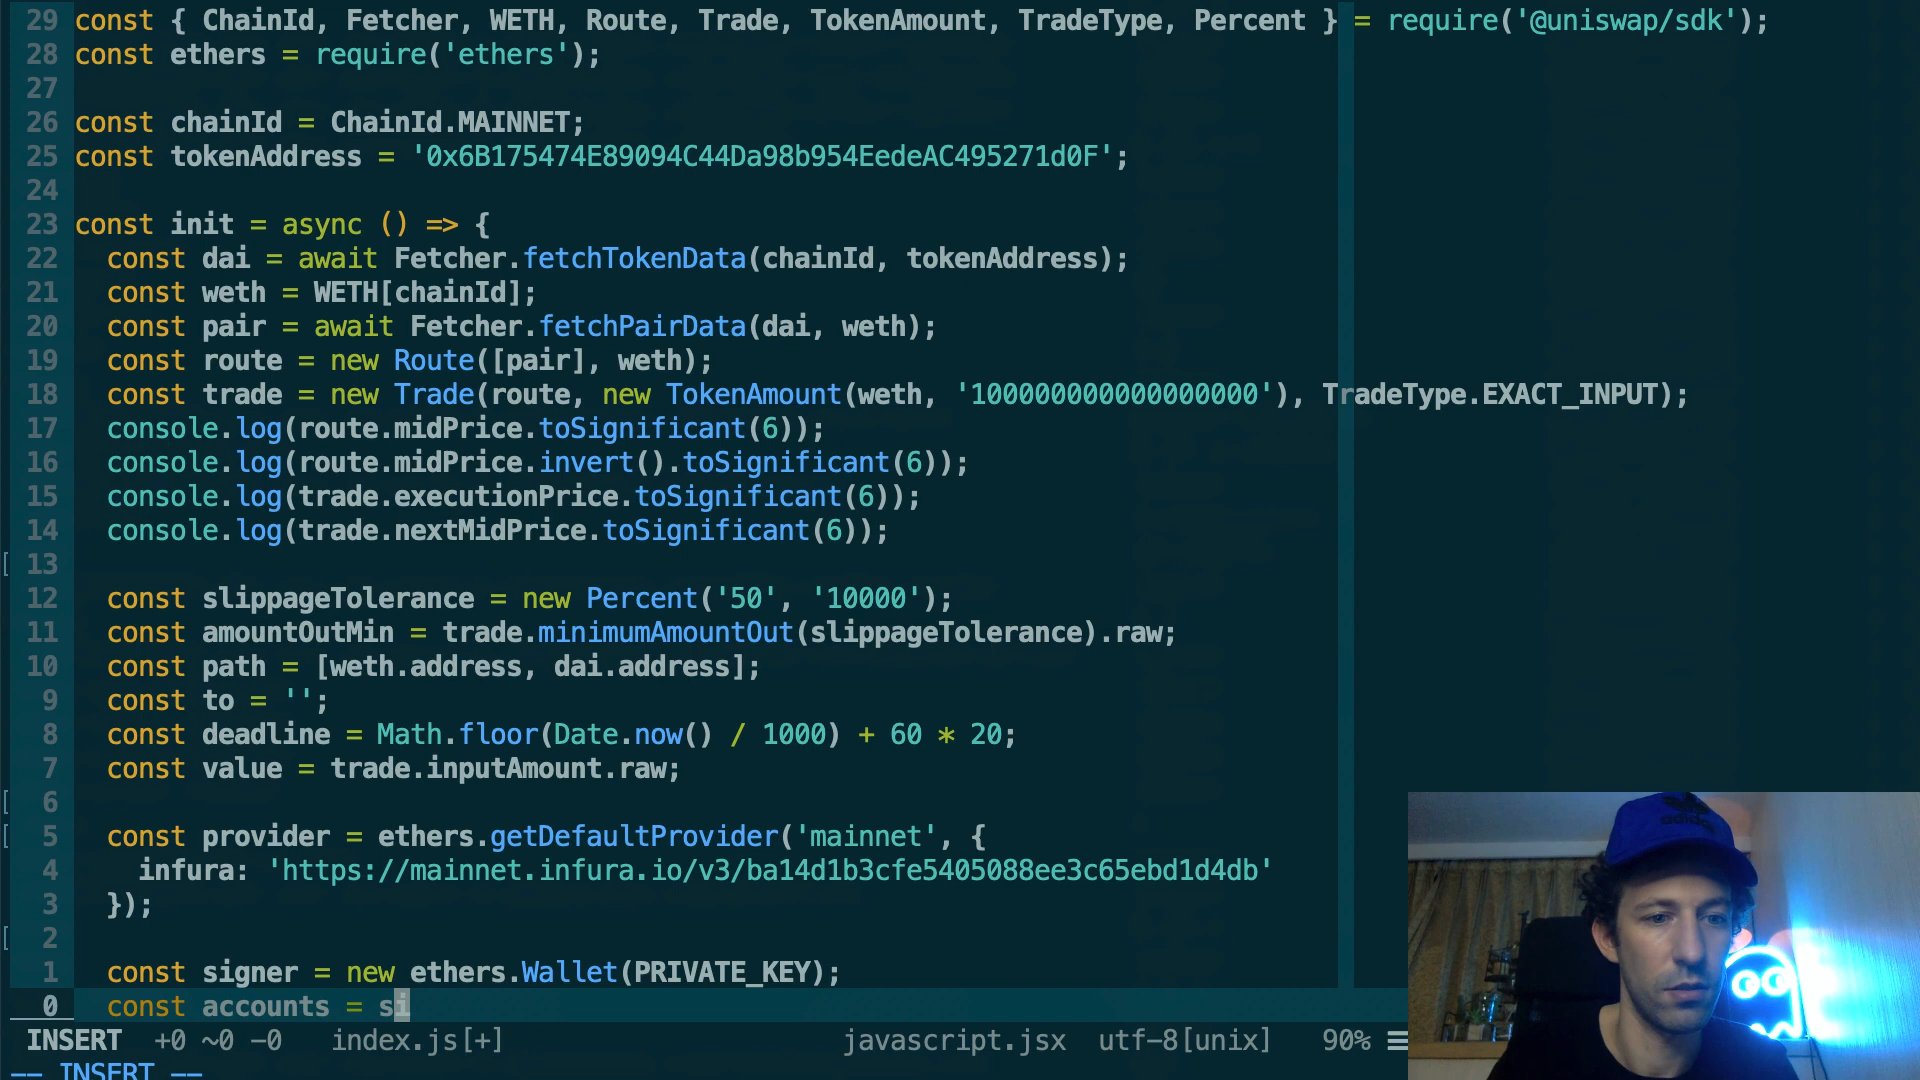 29 const { ChainId, Fetcher, WETH, Route, Trade, TokenAmount, TradeType, Percent } = require('@uniswap/sdk');
28 const ethers = require('ethers');
27
26 const chainId = ChainId.MAINNET;
25 const tokenAddress = '0x6B175474E89094C44Da98b954EedeAC495271d0F';
24
23 const init = async () => {
22   const dai = await Fetcher.fetchTokenData(chainId, tokenAddress);
21   const weth = WETH[chainId];
20   const pair = await Fetcher.fetchPairData(dai, weth);
19   const route = new Route([pair], weth);
18   const trade = new Trade(route, new TokenAmount(weth, '100000000000000000'), TradeType.EXACT_INPUT);
17   console.log(route.midPrice.toSignificant(6));
16   console.log(route.midPrice.invert().toSignificant(6));
15   console.log(trade.executionPrice.toSignificant(6));
14   console.log(trade.nextMidPrice.toSignificant(6));
[ 13
12   const slippageTolerance = new Percent('50', '10000');
11   const amountOutMin = trade.minimumAmountOut(slippageTolerance).raw;
10   const path = [weth.address, dai.address];
9   const to = '';
8   const deadline = Math.floor(Date.now() / 1000) + 60 * 20;
7   const value = trade.inputAmount.raw;
[ 6
[ 5   const provider = ethers.getDefaultProvider('mainnet', {
4     infura: 'https://mainnet.infura.io/v3/ba14d1b3cfe5405088ee3c65ebd1d4db'
3   });
[ 2
1   const signer = new ethers.Wallet(PRIVATE_KEY);
0   const accounts = si
INSERT +0 ~0 -0 index.js[+] javascript.jsx utf-8[unix] 90% ☰
-- INSERT --
adidas